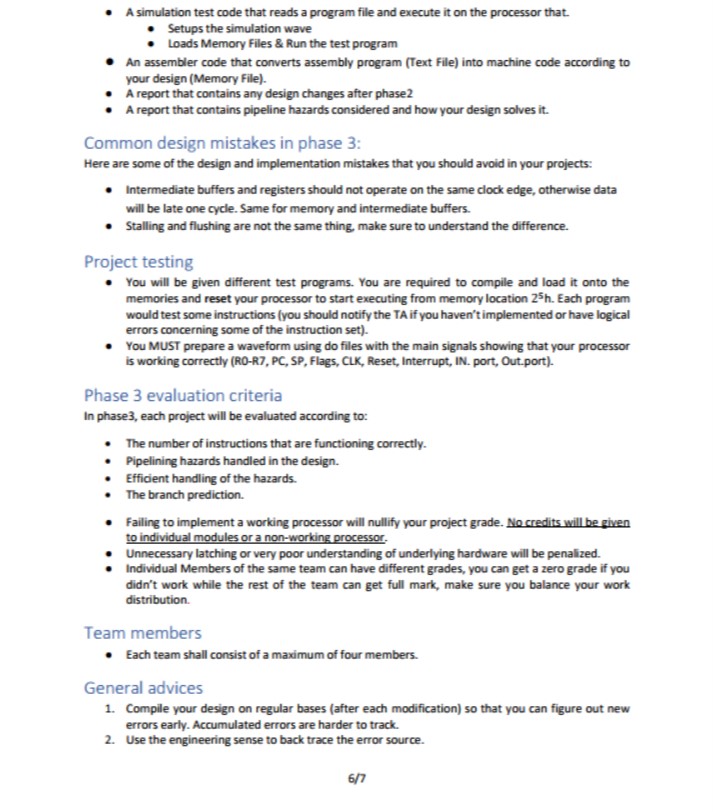 • A simulation test code that reads a program file and execute it on the processor that.
• Setups the simulation wave
• Loads Memory Files & Run the test program
• An assembler code that converts assembly program (Text File) into machine code according to
your design (Memory File).
• A report that contains any design changes after phase2
• A report that contains pipeline hazards considered and how your design solves it.
Common design mistakes in phase 3:
Here are some of the design and implementation mistakes that you should avoid in your projects:
• Intermediate buffers and registers should not operate on the same clock edge, otherwise data
will be late one cycle. Same for memory and intermediate buffers.
• Stalling and flushing are not the same thing, make sure to understand the difference.
Project testing
• You will be given different test programs. You are required to compile and load it onto the
memories and reset your processor to start executing from memory location 2⁵h. Each program
would test some instructions (you should notify the TA if you haven't implemented or have logical
errors concerning some of the instruction set).
• You MUST prepare a waveform using do files with the main signals showing that your processor
is working correctly (R0-R7, PC, SP, Flags, CLK, Reset, Interrupt, IN. port, Out.port).
Phase 3 evaluation criteria
In phase3, each project will be evaluated according to:
• The number of instructions that are functioning correctly.
• Pipelining hazards handled in the design.
• Efficient handling of the hazards.
• The branch prediction.
• Failing to implement a working processor will nullify your project grade. No credits will be given
to individual modules or a non-working processor.
• Unnecessary latching or very poor understanding of underlying hardware will be penalized.
• Individual Members of the same team can have different grades, you can get a zero grade if you
didn't work while the rest of the team can get full mark, make sure you balance your work
distribution.
Team members
• Each team shall consist of a maximum of four members.
General advices
1. Compile your design on regular bases (after each modification) so that you can figure out new
errors early. Accumulated errors are harder to track.
2. Use the engineering sense to back trace the error source.
6/7